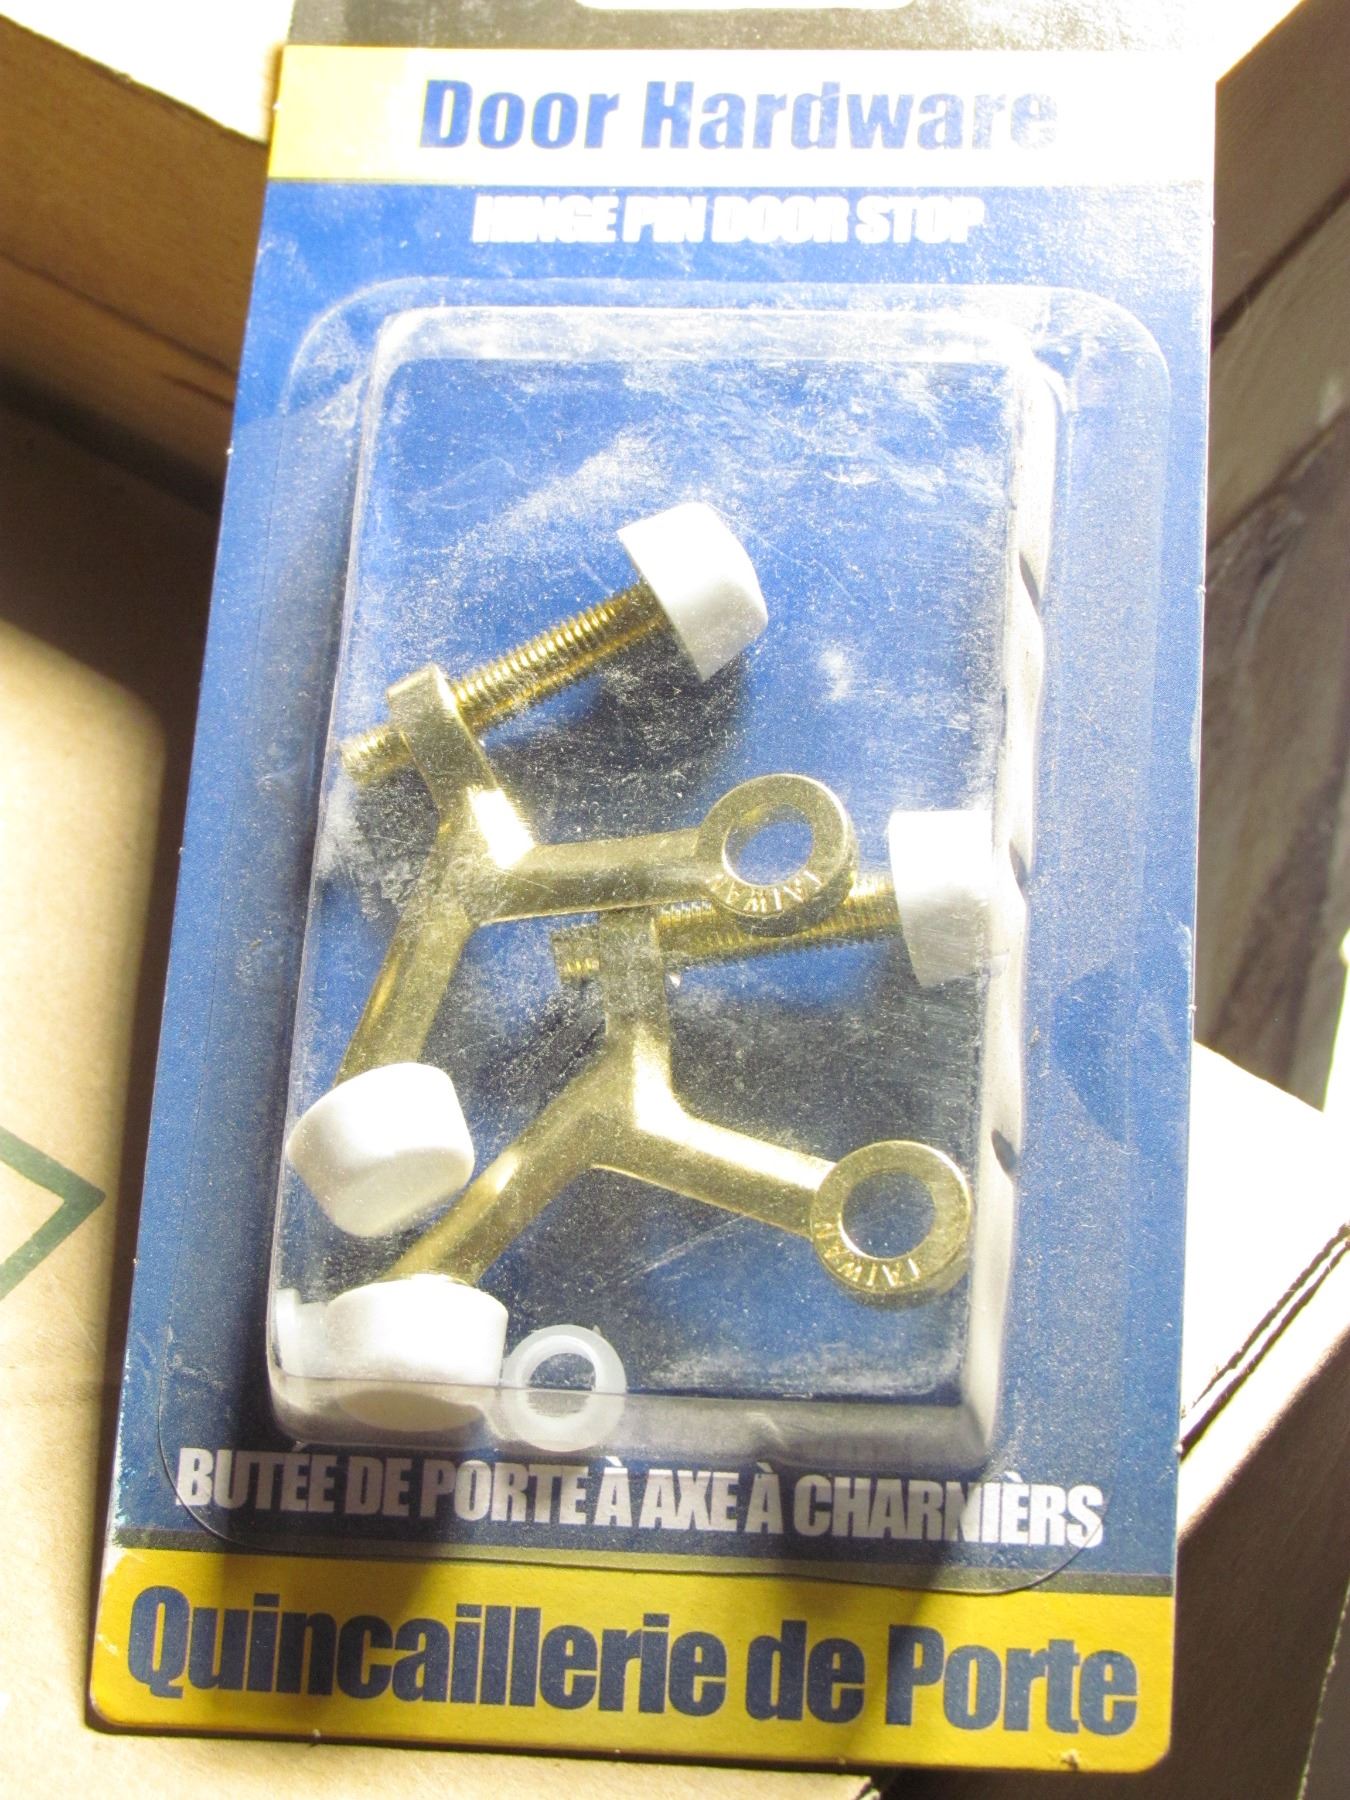 Door Hardware
HINGE PIN DOOR STOP
TAIWAN
TAIWAN
BUTÉE DE PORTE À AXE À CHARNIÈRS
Quincaillerie de Porte